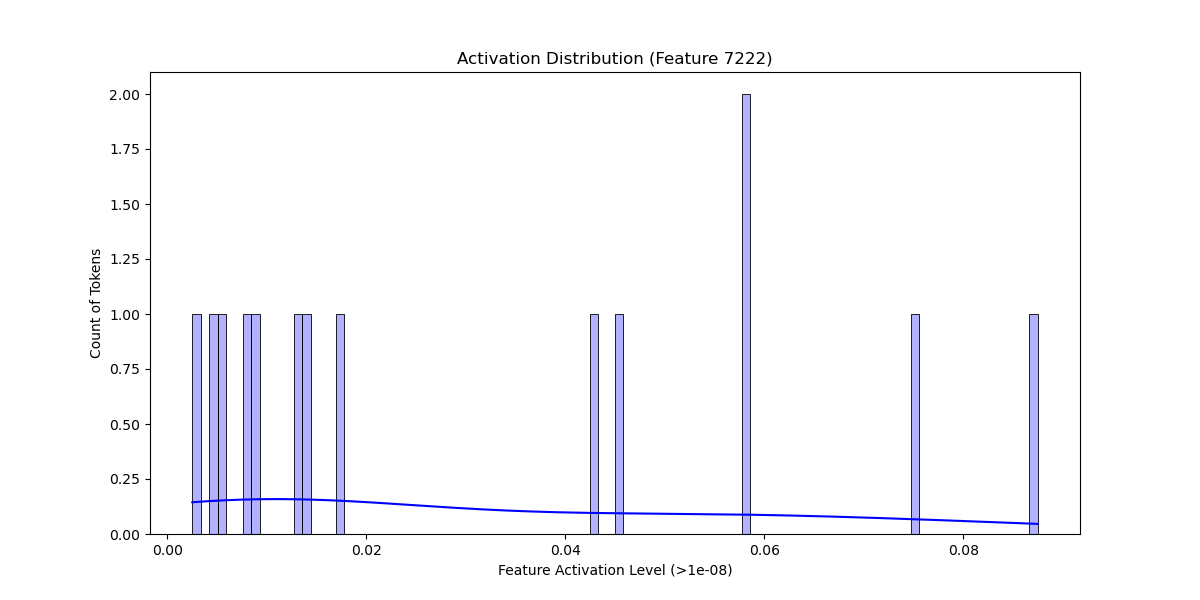 Activation Distribution (Feature 7222)
2.00
1.75
1.50
1.25
1.00
0.75
0.50
0.25
0.00
Count of Tokens
0.00 0.02 0.04 0.06 0.08
Feature Activation Level (>1e-08)